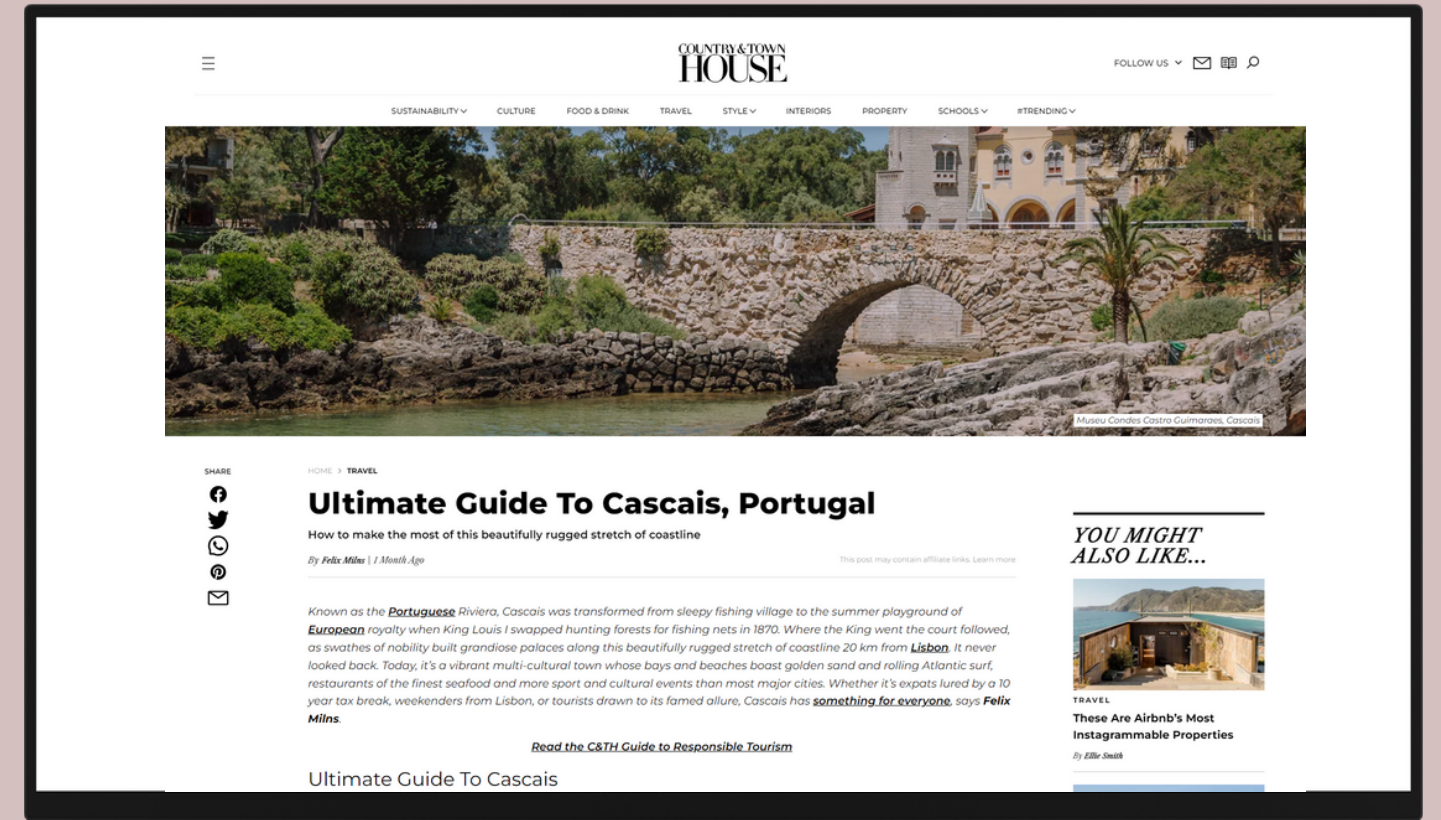 COUNTRY & TOWN
HOUSE
FOLLOW US
SUSTAINABILITY
CULTURE
FOOD & DRINK
TRAVEL
STYLE
INTERIORS
PROPERTY
SCHOOLS
#TRENDING
Museu Condes Castro Guimaraes, Cascais
SHARE
HOME > TRAVEL
Ultimate Guide To Cascais, Portugal
How to make the most of this beautifully rugged stretch of coastline
By Felix Milns | 1 Month Ago
This post may contain affiliate links. Learn more
Known as the Portuguese Riviera, Cascais was transformed from sleepy fishing village to the summer playground of
European royalty when King Louis I swapped hunting forests for fishing nets in 1870. Where the King went the court followed,
as swathes of nobility built grandiose palaces along this beautifully rugged stretch of coastline 20 km from Lisbon. It never
looked back. Today, it's a vibrant multi-cultural town whose bays and beaches boast golden sand and rolling Atlantic surf,
restaurants of the finest seafood and more sport and cultural events than most major cities. Whether it's expats lured by a 10
year tax break, weekenders from Lisbon, or tourists drawn to its famed allure, Cascais has something for everyone, says Felix
Milns.
Read the C&TH Guide to Responsible Tourism
Ultimate Guide To Cascais
YOU MIGHT
ALSO LIKE...
TRAVEL
These Are Airbnb's Most
Instagrammable Properties
By Ellie Smith